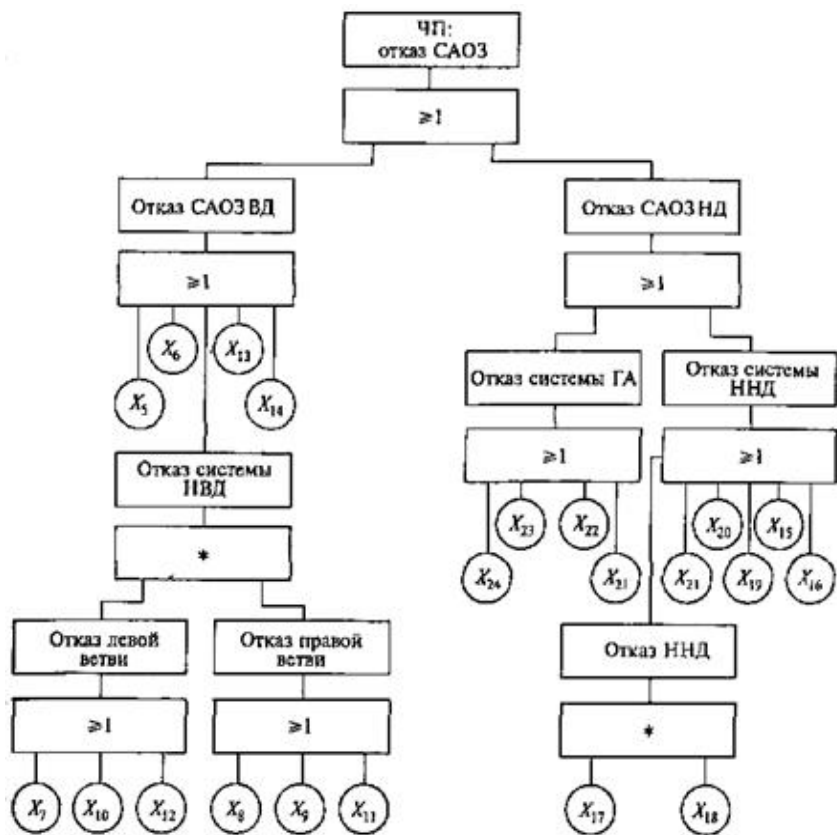 ЧП:
отказ САОЗ
⩾1
Отказ САОЗ ВД
Отказ САОЗ НД
⩾1
⩾1
X₆
X₁₃
X₅
X₁₄
Отказ системы ГА
Отказ системы
ННД
⩾1
⩾1
Отказ системы
НВД
*
X₂₃
X₂₂
X₂₀
X₁₅
X₂₄
X₂₁
X₂₁
X₁₉
X₁₆
Отказ левой
ветви
Отказ правой
ветви
Отказ ННД
⩾1
⩾1
*
X₇
X₁₀
X₁₂
X₈
X₉
X₁₁
X₁₇
X₁₈